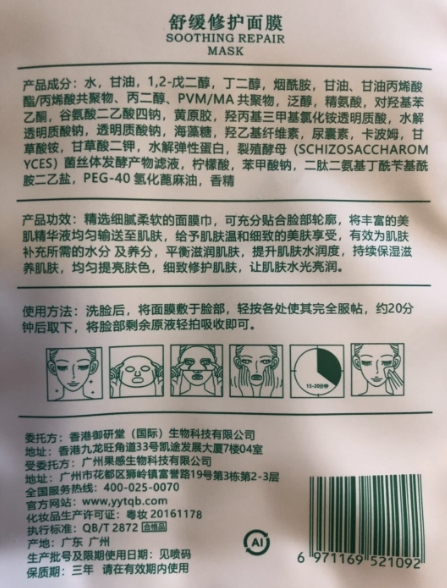 舒缓修护面膜
SOOTHING REPAIR
MASK
产品成分：水，甘油，1,2-戊二醇，丁二醇，烟酰胺，甘油、甘油丙烯酸
酯/丙烯酸共聚物、丙二醇、PVM/MA 共聚物，泛醇，精氨酸，对羟基苯
乙酮，谷氨酸二乙酸四钠，黄原胶，羟丙基三甲基氯化铵透明质酸，水解
透明质酸钠，透明质酸钠，海藻糖，羟乙基纤维素，尿囊素，卡波姆，甘
草酸铵，甘草酸二钾，水解弹性蛋白，裂殖酵母 (SCHIZOSACCHAROM
YCES) 菌丝体发酵产物滤液，柠檬酸，苯甲酸钠，二肽二氨基丁酰苄基酰
胺二乙盐，PEG-40 氢化蓖麻油，香精
产品功效：精选细腻柔软的面膜巾，可充分贴合脸部轮廓，将丰富的美
肌精华液均匀输送至肌肤，给予肌肤温和细致的美肤享受，有效为肌肤
补充所需的水分 及养分，平衡滋润肌肤，提升肌肤水润度，持续保湿滋
养肌肤，均匀提亮肤色，细致修护肌肤，让肌肤水光亮润。
使用方法：洗脸后，将面膜敷于脸部，轻按各处使其完全服帖，约20分
钟后取下，将脸部剩余原液轻拍吸收即可。
15-20分钟
委托方：香港御研堂（国际）生物科技有限公司
地址：香港九龙旺角道33号凯途发展大厦7楼04室
受委托方：广州果感生物科技有限公司
地址：广州市花都区狮岭镇富誉路19号第3栋第2-3层
全国服务热线：400-025-0070
官方网站：www.yytqb.com
化妆品生产许可证：粤妆 20161178
执行标准：QB/T 2872 合格品
产地：广东 广州
生产批号及限期使用日期：见喷码
保质期：三年 请在有效期内使用
AI
6 971169 521092